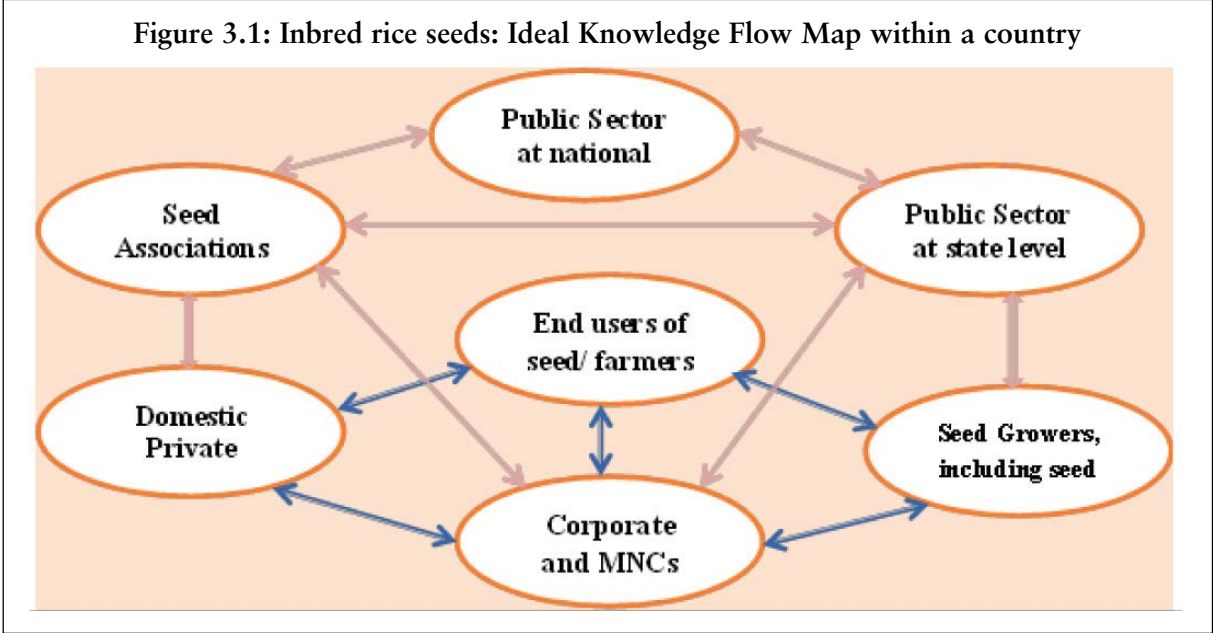 Figure 3.1: Inbred rice seeds: Ideal Knowledge Flow Map within a country
Public Sector
at national
Seed
Associations
Public Sector
at state level
End users of
seed/ farmers
Domestic
Private
Seed Growers,
including seed
Corporate
and MNCs